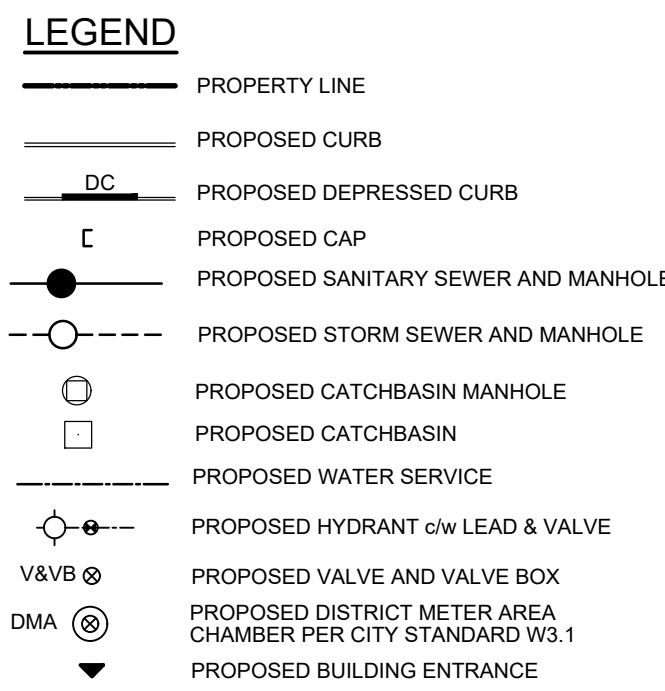 LEGEND
PROPERTY LINE
PROPOSED CURB
DC PROPOSED DEPRESSED CURB
PROPOSED CAP
PROPOSED SANITARY SEWER AND MANHOLE
PROPOSED STORM SEWER AND MANHOLE
PROPOSED CATCHBASIN MANHOLE
PROPOSED CATCHBASIN
PROPOSED WATER SERVICE
PROPOSED HYDRANT c/w LEAD & VALVE
V&VB PROPOSED VALVE AND VALVE BOX
DMA PROPOSED DISTRICT METER AREA
CHAMBER PER CITY STANDARD W3.1
PROPOSED BUILDING ENTRANCE